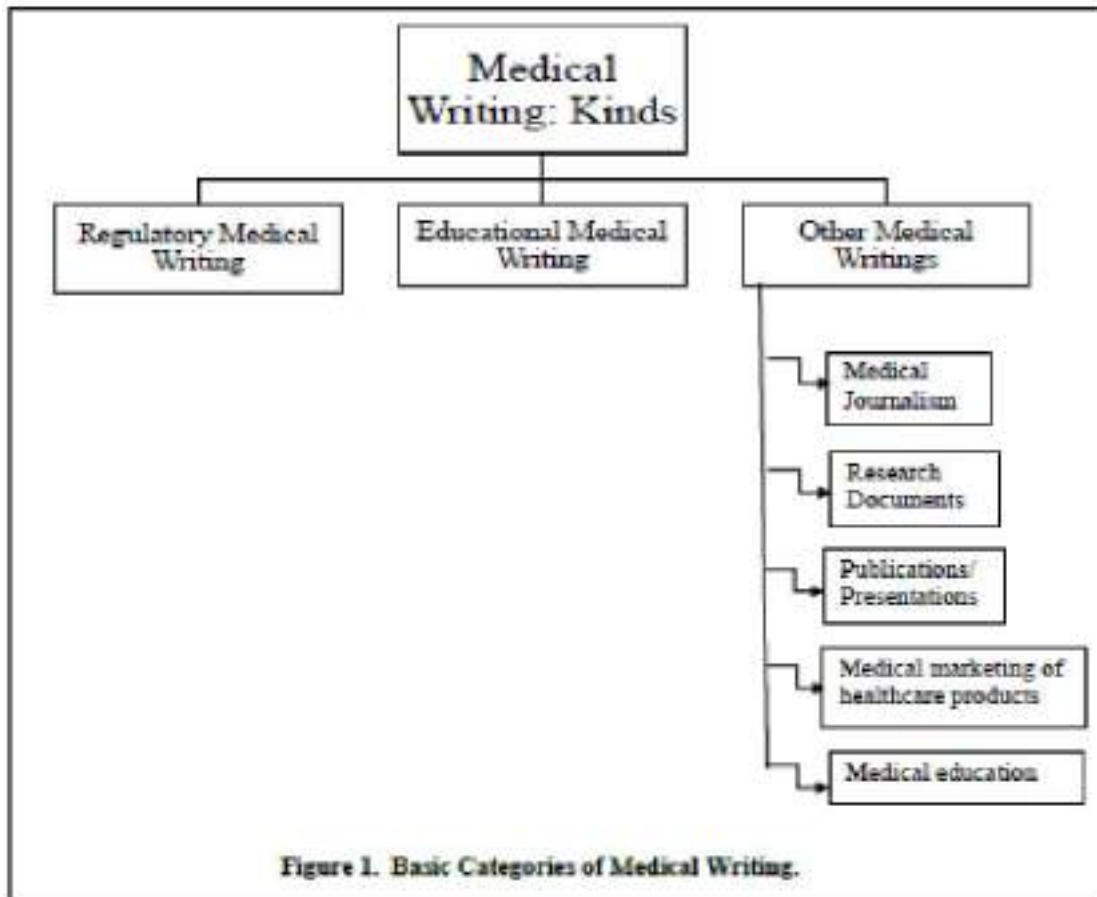 Medical
Writing: Kinds
Regulatory Medical
Writing
Educational Medical
Writing
Other Medical
Writings
Medical
Journalism
Research
Documents
Publications/
Presentations
Medical marketing of
healthcare products
Medical education
Figure 1. Basic Categories of Medical Writing.